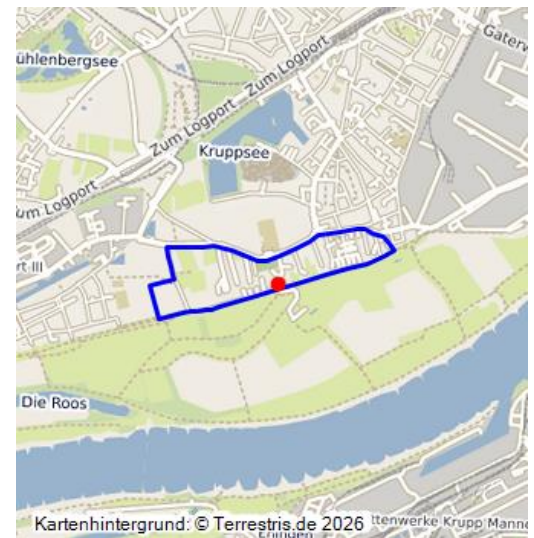 ühlenbergsee
Gaterw
Zum Logport
Zum Logport
Kruppsee
um Logport
rt III
Die Roos
Kartenhintergrund: © Terrestris.de 2026
ttenwerke Krupp Manne